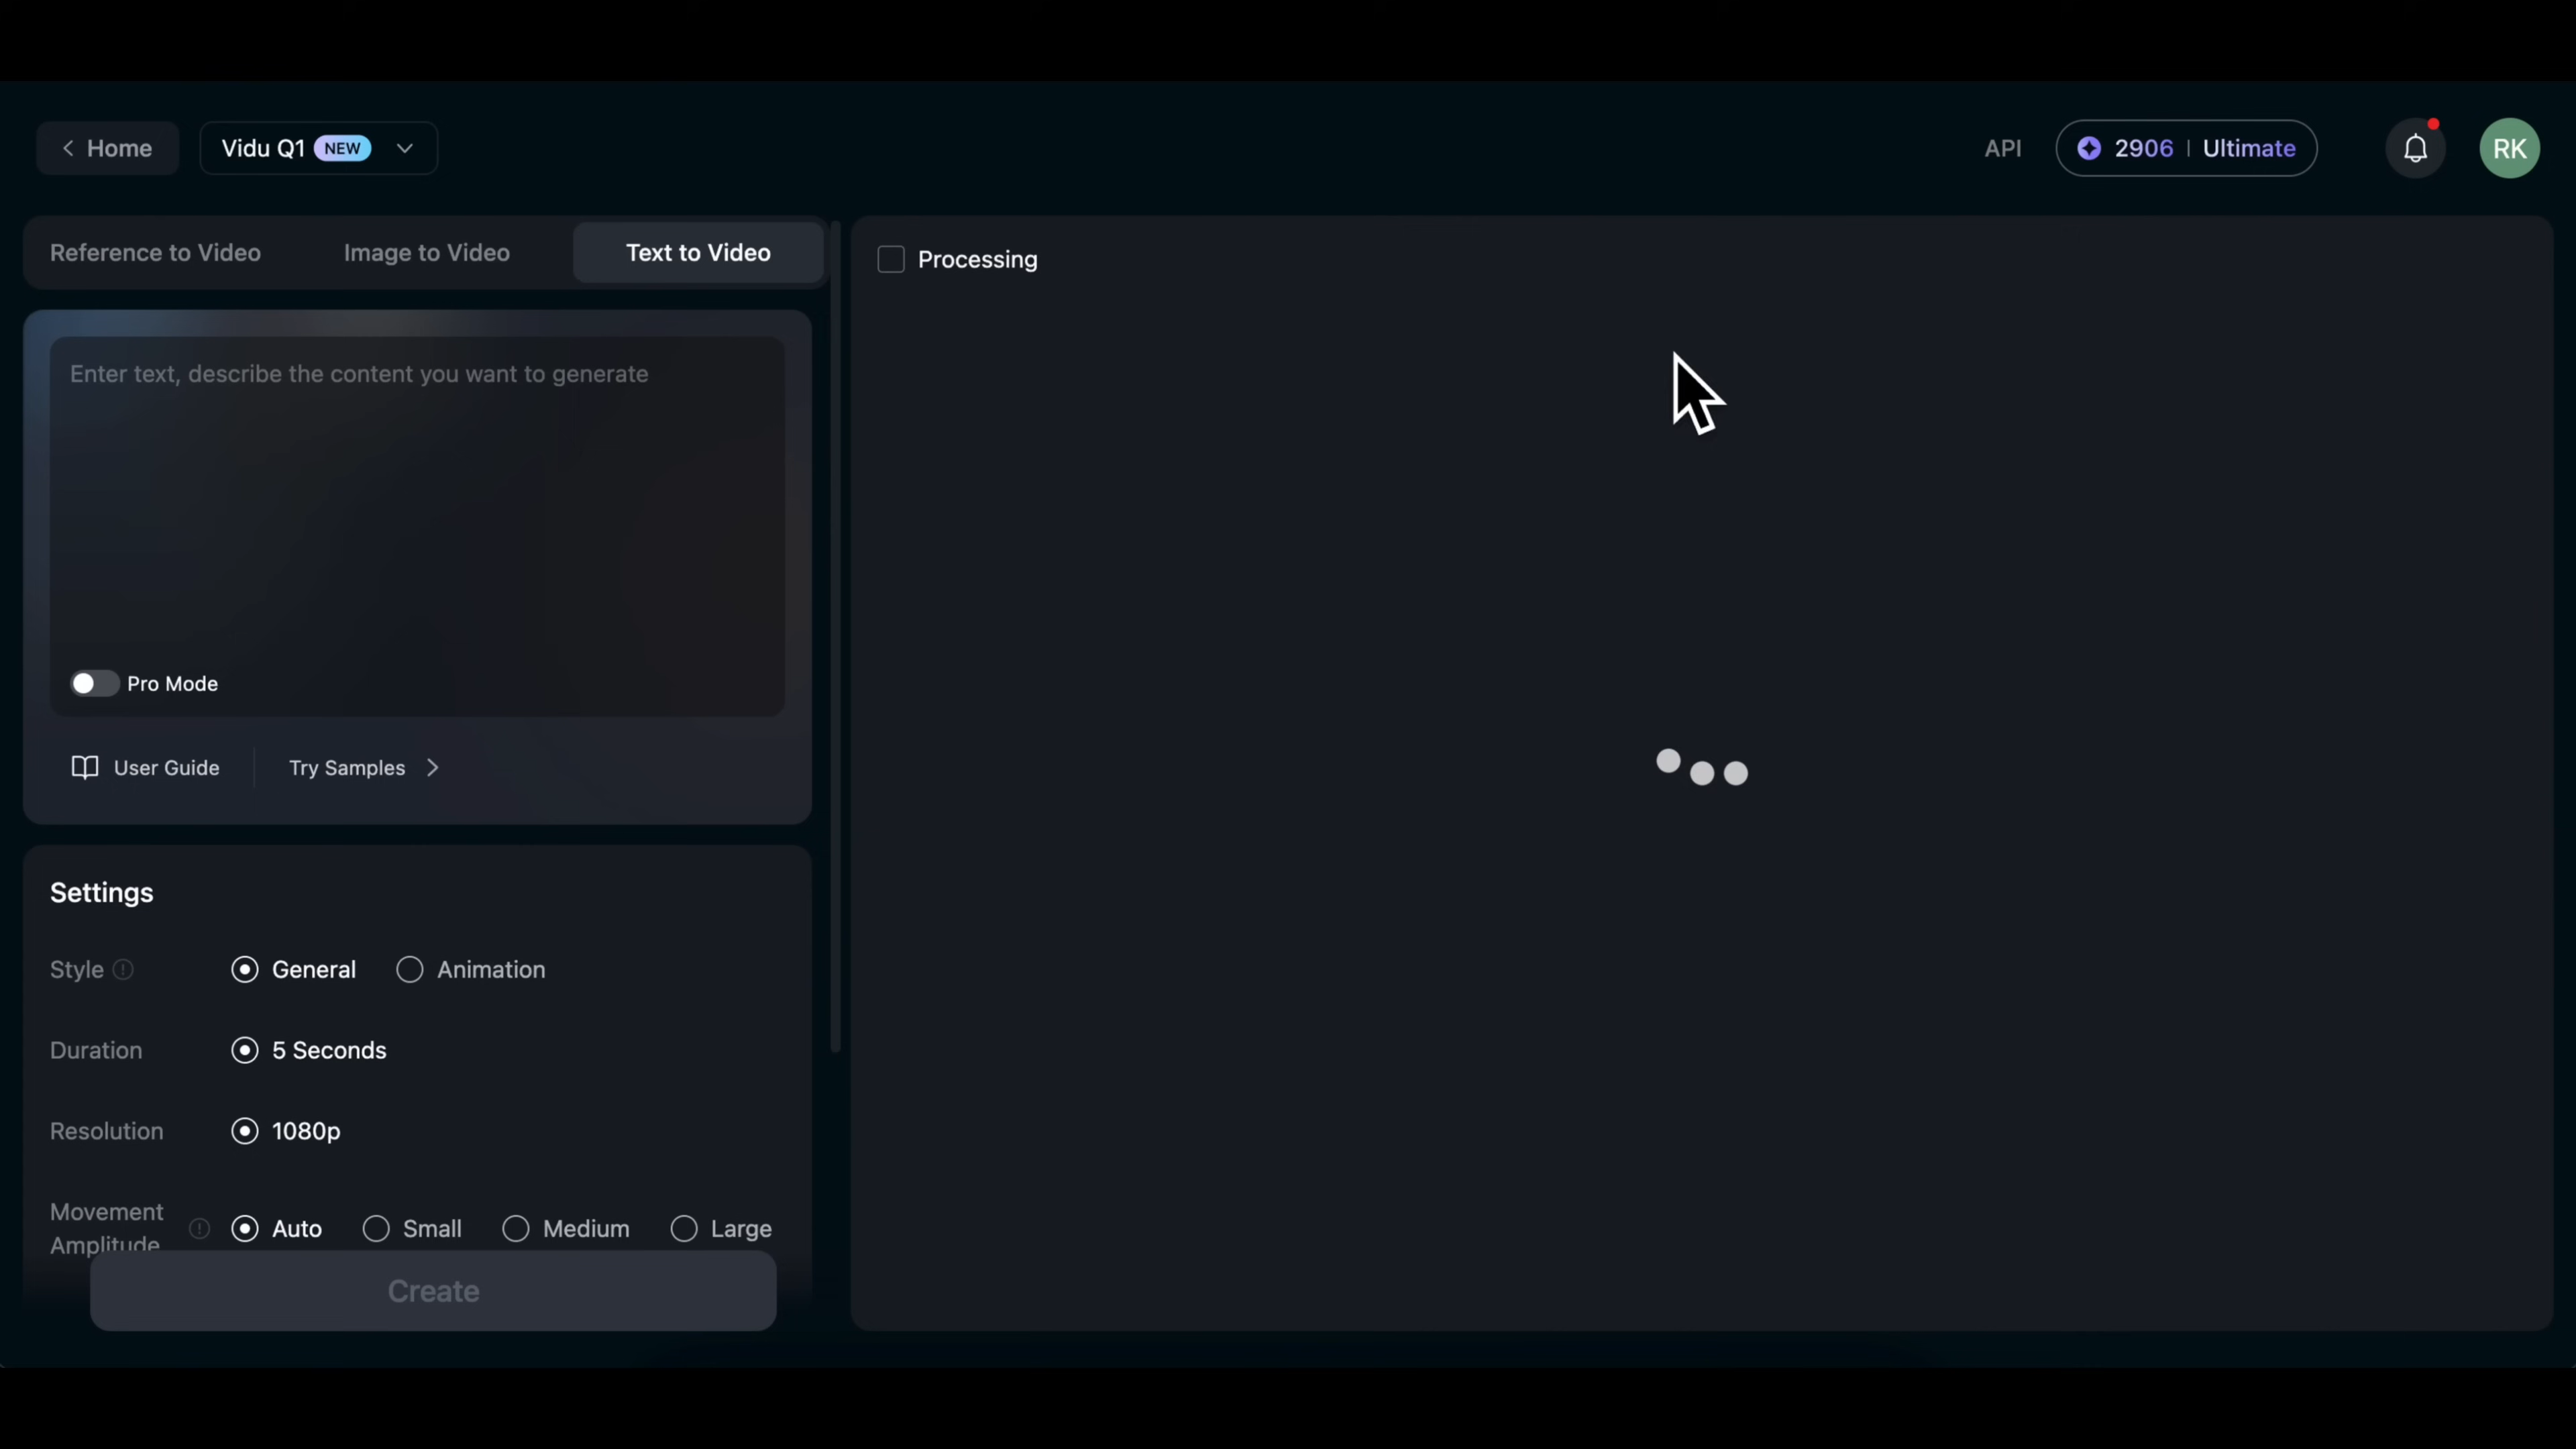 Home
Vidu Q1 NEW
API
2906 | Ultimate
RK
Reference to Video
Image to Video
Text to Video
Processing
Enter text, describe the content you want to generate
Pro Mode
User Guide
Try Samples
Settings
Style
General
Animation
Duration
5 Seconds
Resolution
1080p
Movement
Amplitude
Auto
Small
Medium
Large
Create